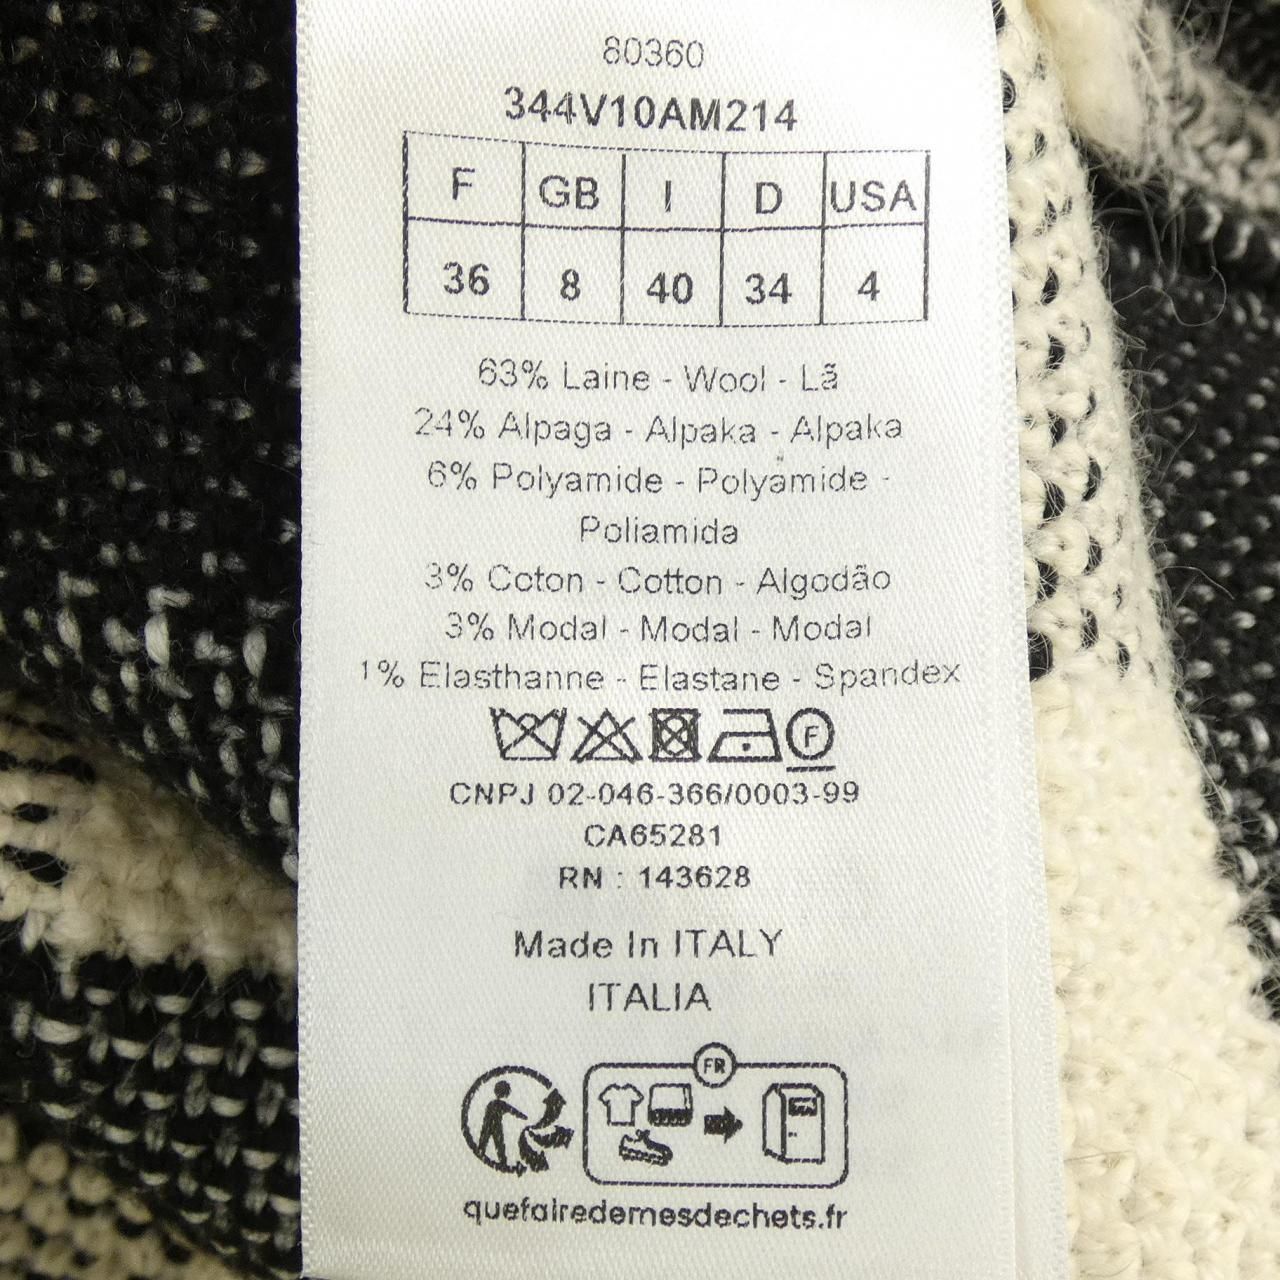 80360
344V10AM214
F GB I D USA
36 8 40 34 4
63% Laine - Wool - Lã
24% Alpaga - Alpaka - Alpaka
6% Polyamide - Polyamide -
Poliamida
3% Coton - Cotton - Algodão
3% Modal - Modal - Modal
1% Elasthanne - Elastane - Spandex
F
CNPJ 02-046-366/0003-99
CA65281
RN : 143628
Made In ITALY
ITALIA
FR
quefairedemesdechets.fr